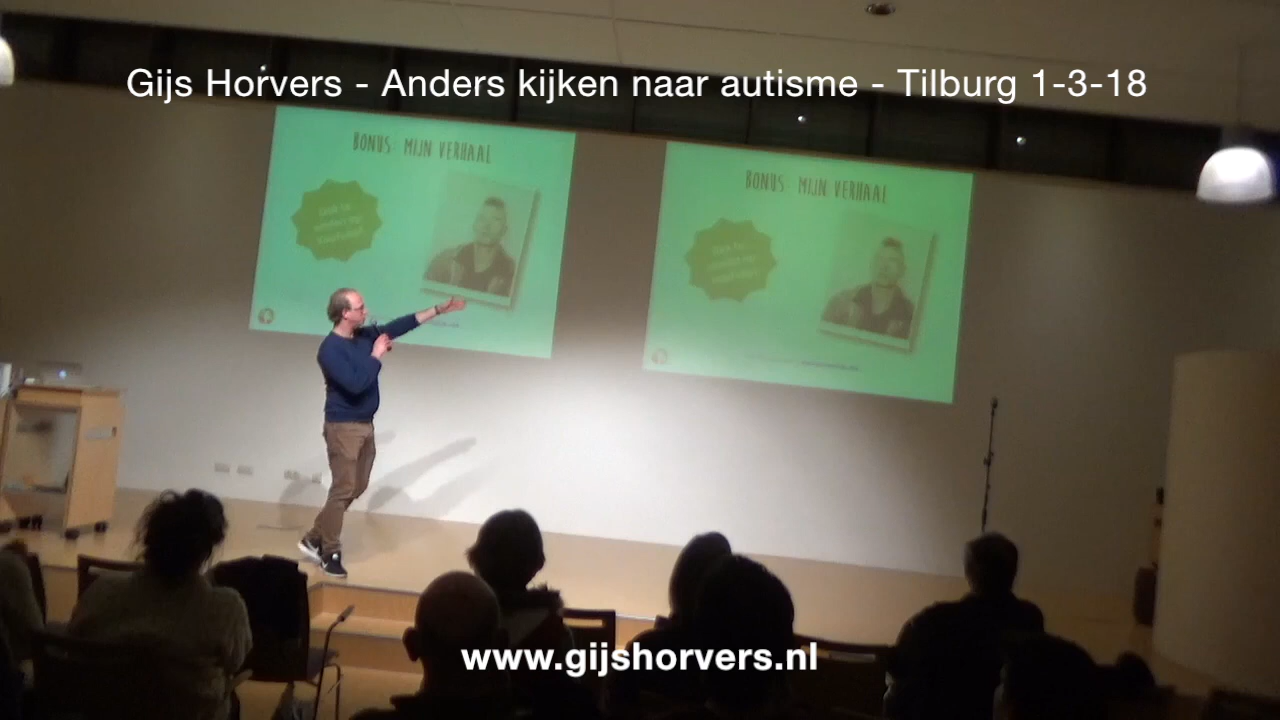 Gijs Horvers - Anders kijken naar autisme - Tilburg 1-3-18
BONUS: MIJN VERHAAL
BONUS: MIJN VERHAAL
www.gijshorvers.nl